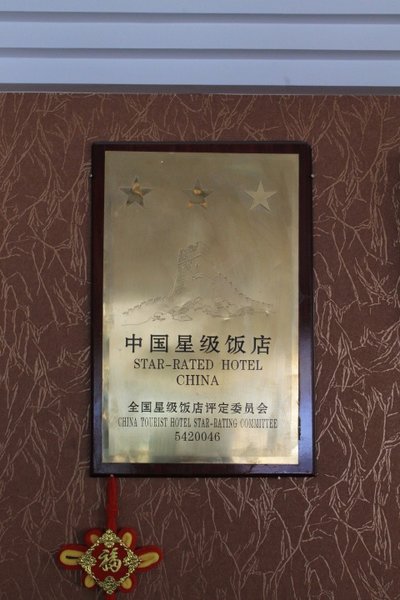 中国星级饭店
STAR-RATED HOTEL
CHINA
全国星级饭店评定委员会
CHINA TOURIST HOTEL STAR-RATING COMMITTEE
5420046
福